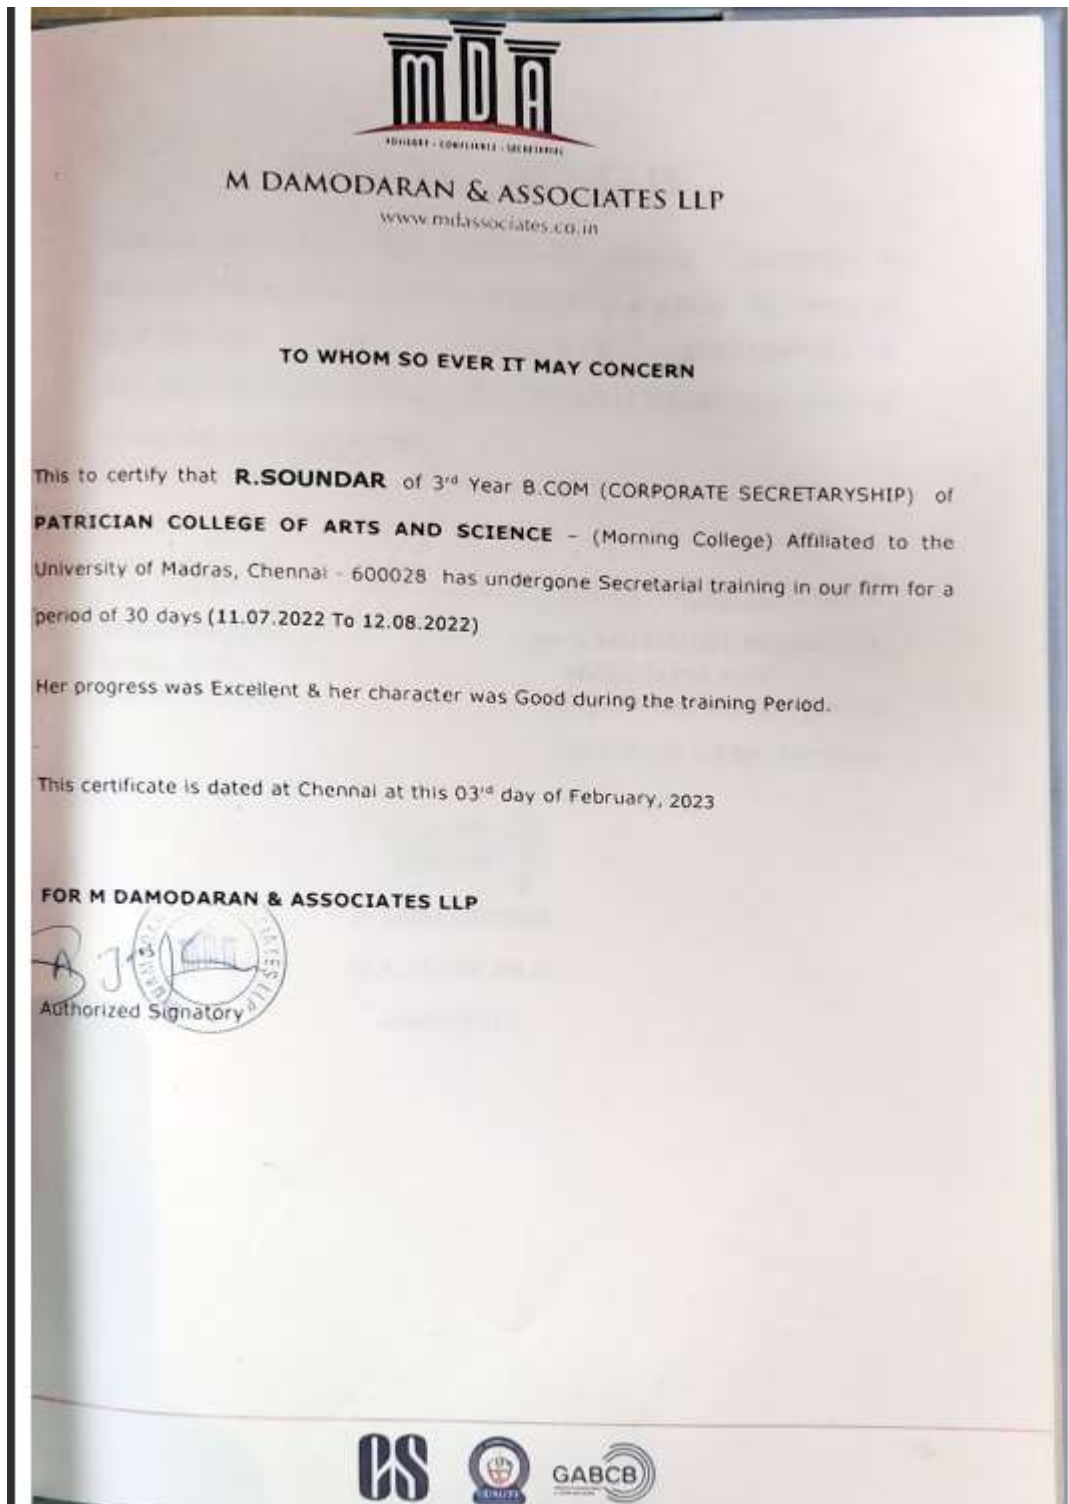 MDA
ADVISORY - COMPLIANCE - SECRETARIAL
M DAMODARAN & ASSOCIATES LLP
www.mdassociates.co.in
TO WHOM SO EVER IT MAY CONCERN
This to certify that R.SOUNDAR of 3rd Year B.COM (CORPORATE SECRETARYSHIP) of
PATRICIAN COLLEGE OF ARTS AND SCIENCE – (Morning College) Affiliated to the
University of Madras, Chennai - 600028 has undergone Secretarial training in our firm for a
period of 30 days (11.07.2022 To 12.08.2022)
Her progress was Excellent & her character was Good during the training Period.
This certificate is dated at Chennai at this 03rd day of February, 2023
FOR M DAMODARAN & ASSOCIATES LLP
Authorized Signatory
CS
GABCB